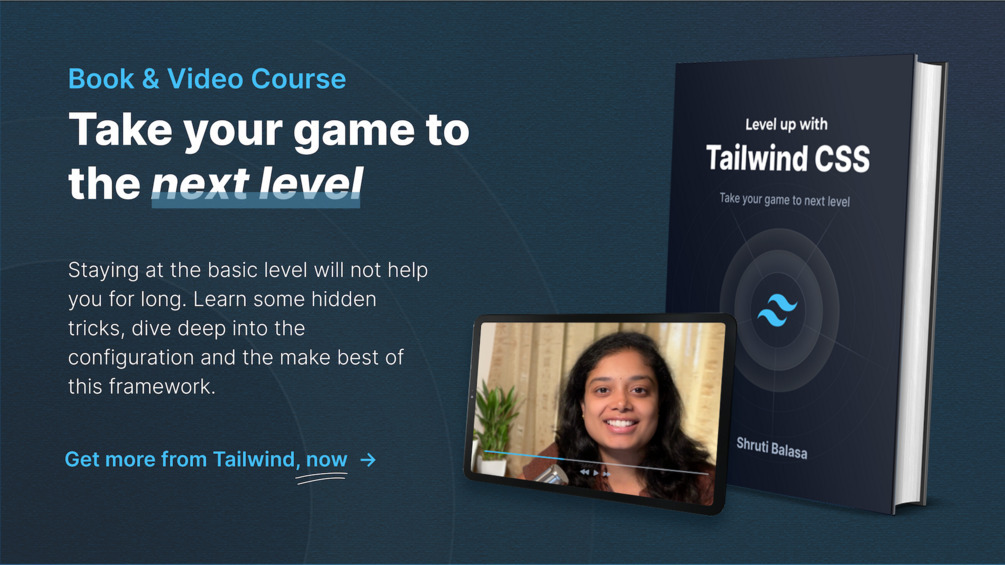 Book & Video Course
Take your game to
the next level
Staying at the basic level will not help
you for long. Learn some hidden
tricks, dive deep into the
configuration and the make best of
this framework.
Get more from Tailwind, now →
Level up with
Tailwind CSS
Take your game to next level
Shruti Balasa